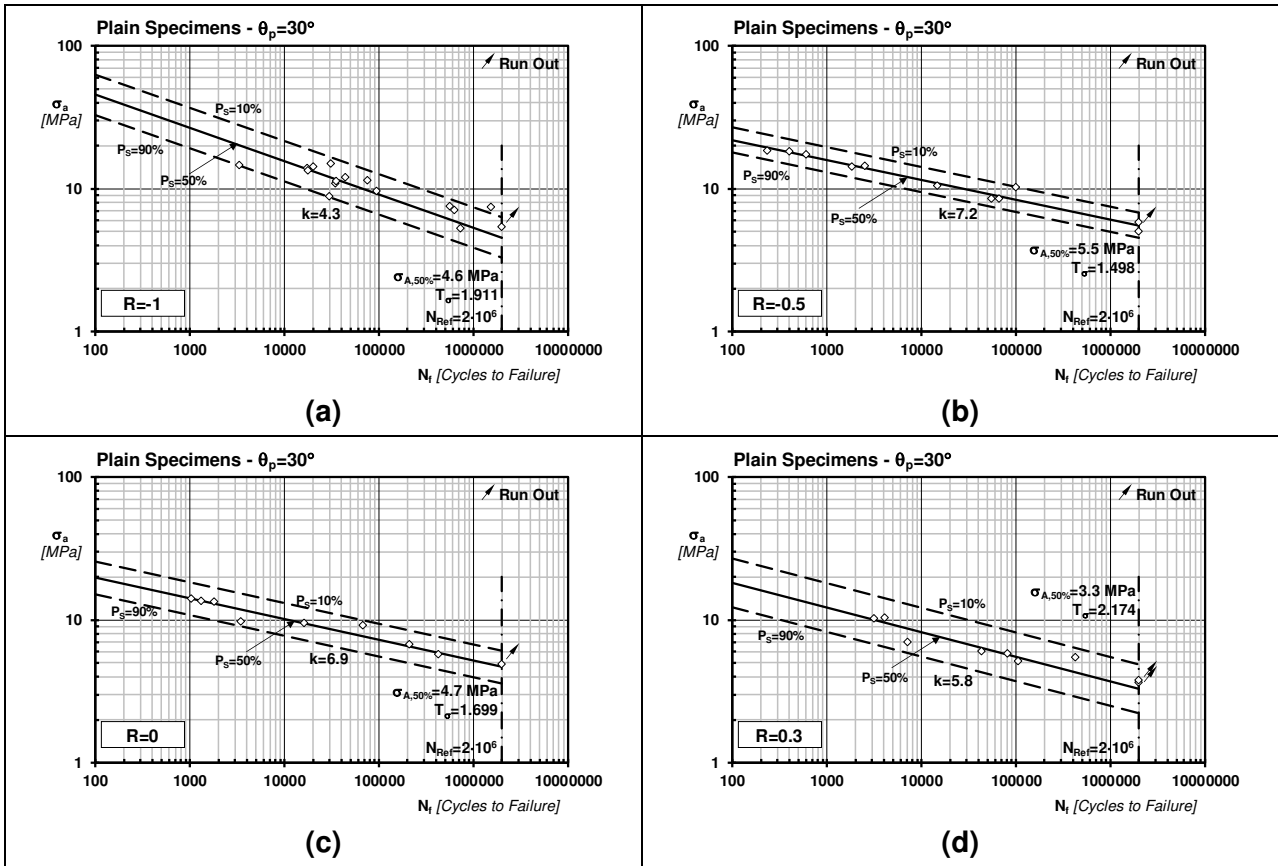 Plain Specimens - θp=30°
100
Run Out
σa
[MPa]
PS=10%
PS=90%
PS=50%
10
k=4.3
σA,50%=4.6 MPa
Tσ=1.911
R=-1
NRef=2·10⁶
1
100 1000 10000 100000 1000000 10000000
Nf [Cycles to Failure]
(a)
Plain Specimens - θp=30°
100
Run Out
σa
[MPa]
PS=10%
PS=90%
10
PS=50%
k=7.2
σA,50%=5.5 MPa
Tσ=1.498
R=-0.5
NRef=2·10⁶
1
100 1000 10000 100000 1000000 10000000
Nf [Cycles to Failure]
(b)
Plain Specimens - θp=30°
100
Run Out
σa
[MPa]
PS=10%
PS=90%
10
PS=50%
k=6.9
σA,50%=4.7 MPa
Tσ=1.699
R=0
NRef=2·10⁶
1
100 1000 10000 100000 1000000 10000000
Nf [Cycles to Failure]
(c)
Plain Specimens - θp=30°
100
Run Out
σa
[MPa]
σA,50%=3.3 MPa
Tσ=2.174
PS=10%
10
PS=90%
PS=50%
k=5.8
R=0.3
NRef=2·10⁶
1
100 1000 10000 100000 1000000 10000000
Nf [Cycles to Failure]
(d)